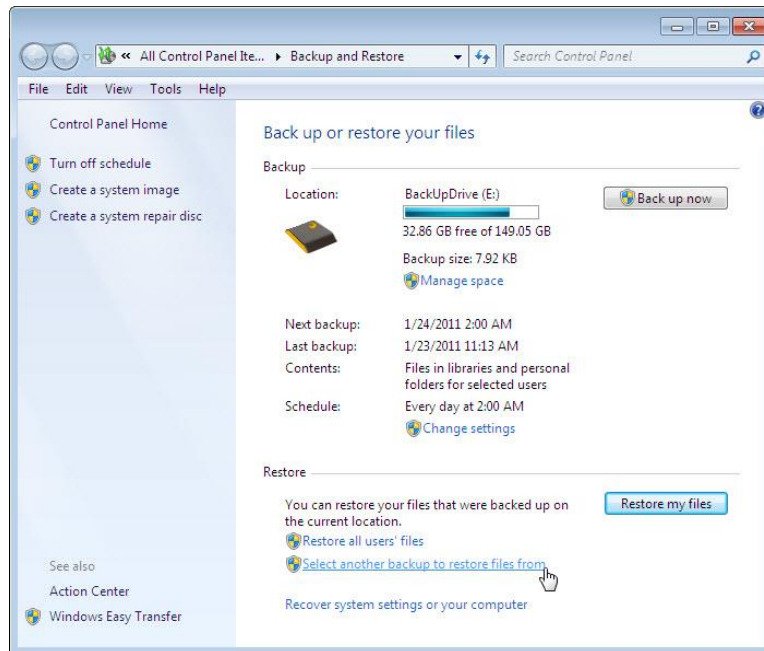 « All Control Panel Ite... ▸ Backup and Restore
Search Control Panel
File Edit View Tools Help
Control Panel Home
Turn off schedule
Create a system image
Create a system repair disc
See also
Action Center
Windows Easy Transfer
Back up or restore your files
Backup
Location: BackUpDrive (E:)
Back up now
32.86 GB free of 149.05 GB
Backup size: 7.92 KB
Manage space
Next backup: 1/24/2011 2:00 AM
Last backup: 1/23/2011 11:13 AM
Contents: Files in libraries and personal
folders for selected users
Schedule: Every day at 2:00 AM
Change settings
Restore
You can restore your files that were backed up on
the current location.
Restore my files
Restore all users' files
Select another backup to restore files from
Recover system settings or your computer